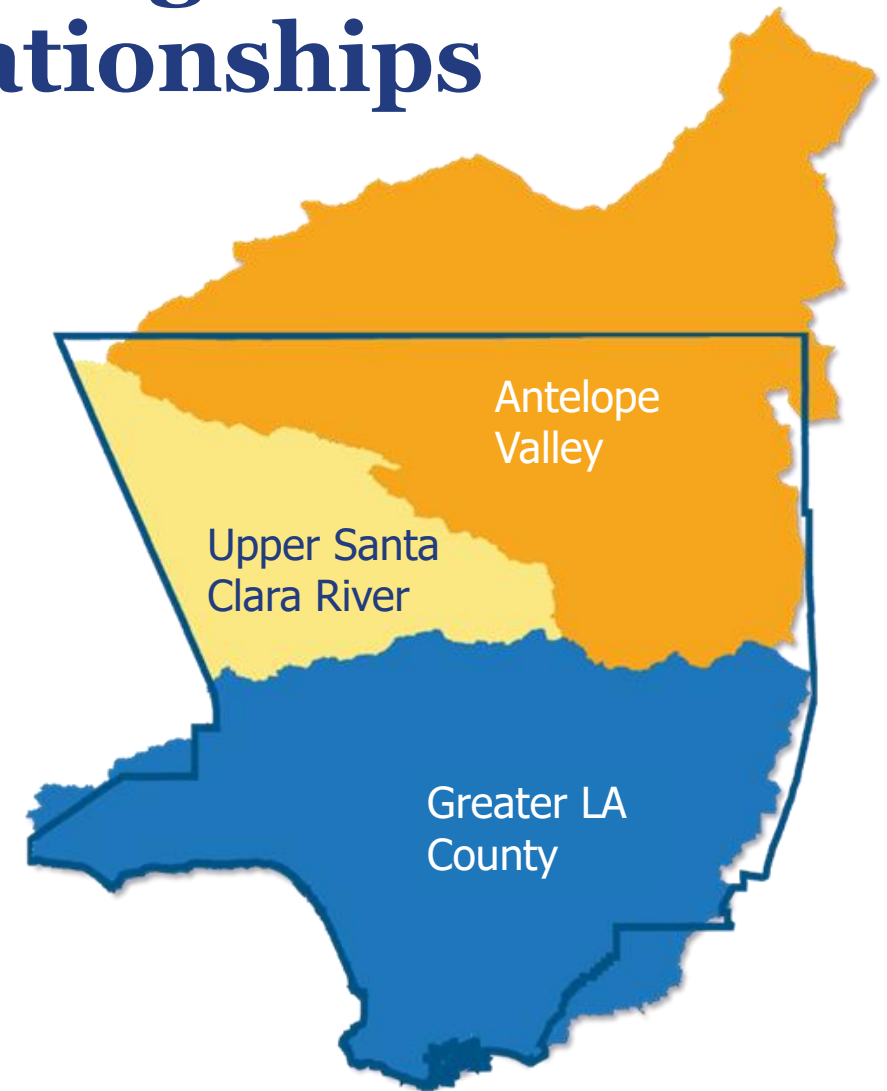 ationships
Antelope
Valley
Upper Santa
Clara River
Greater LA
County